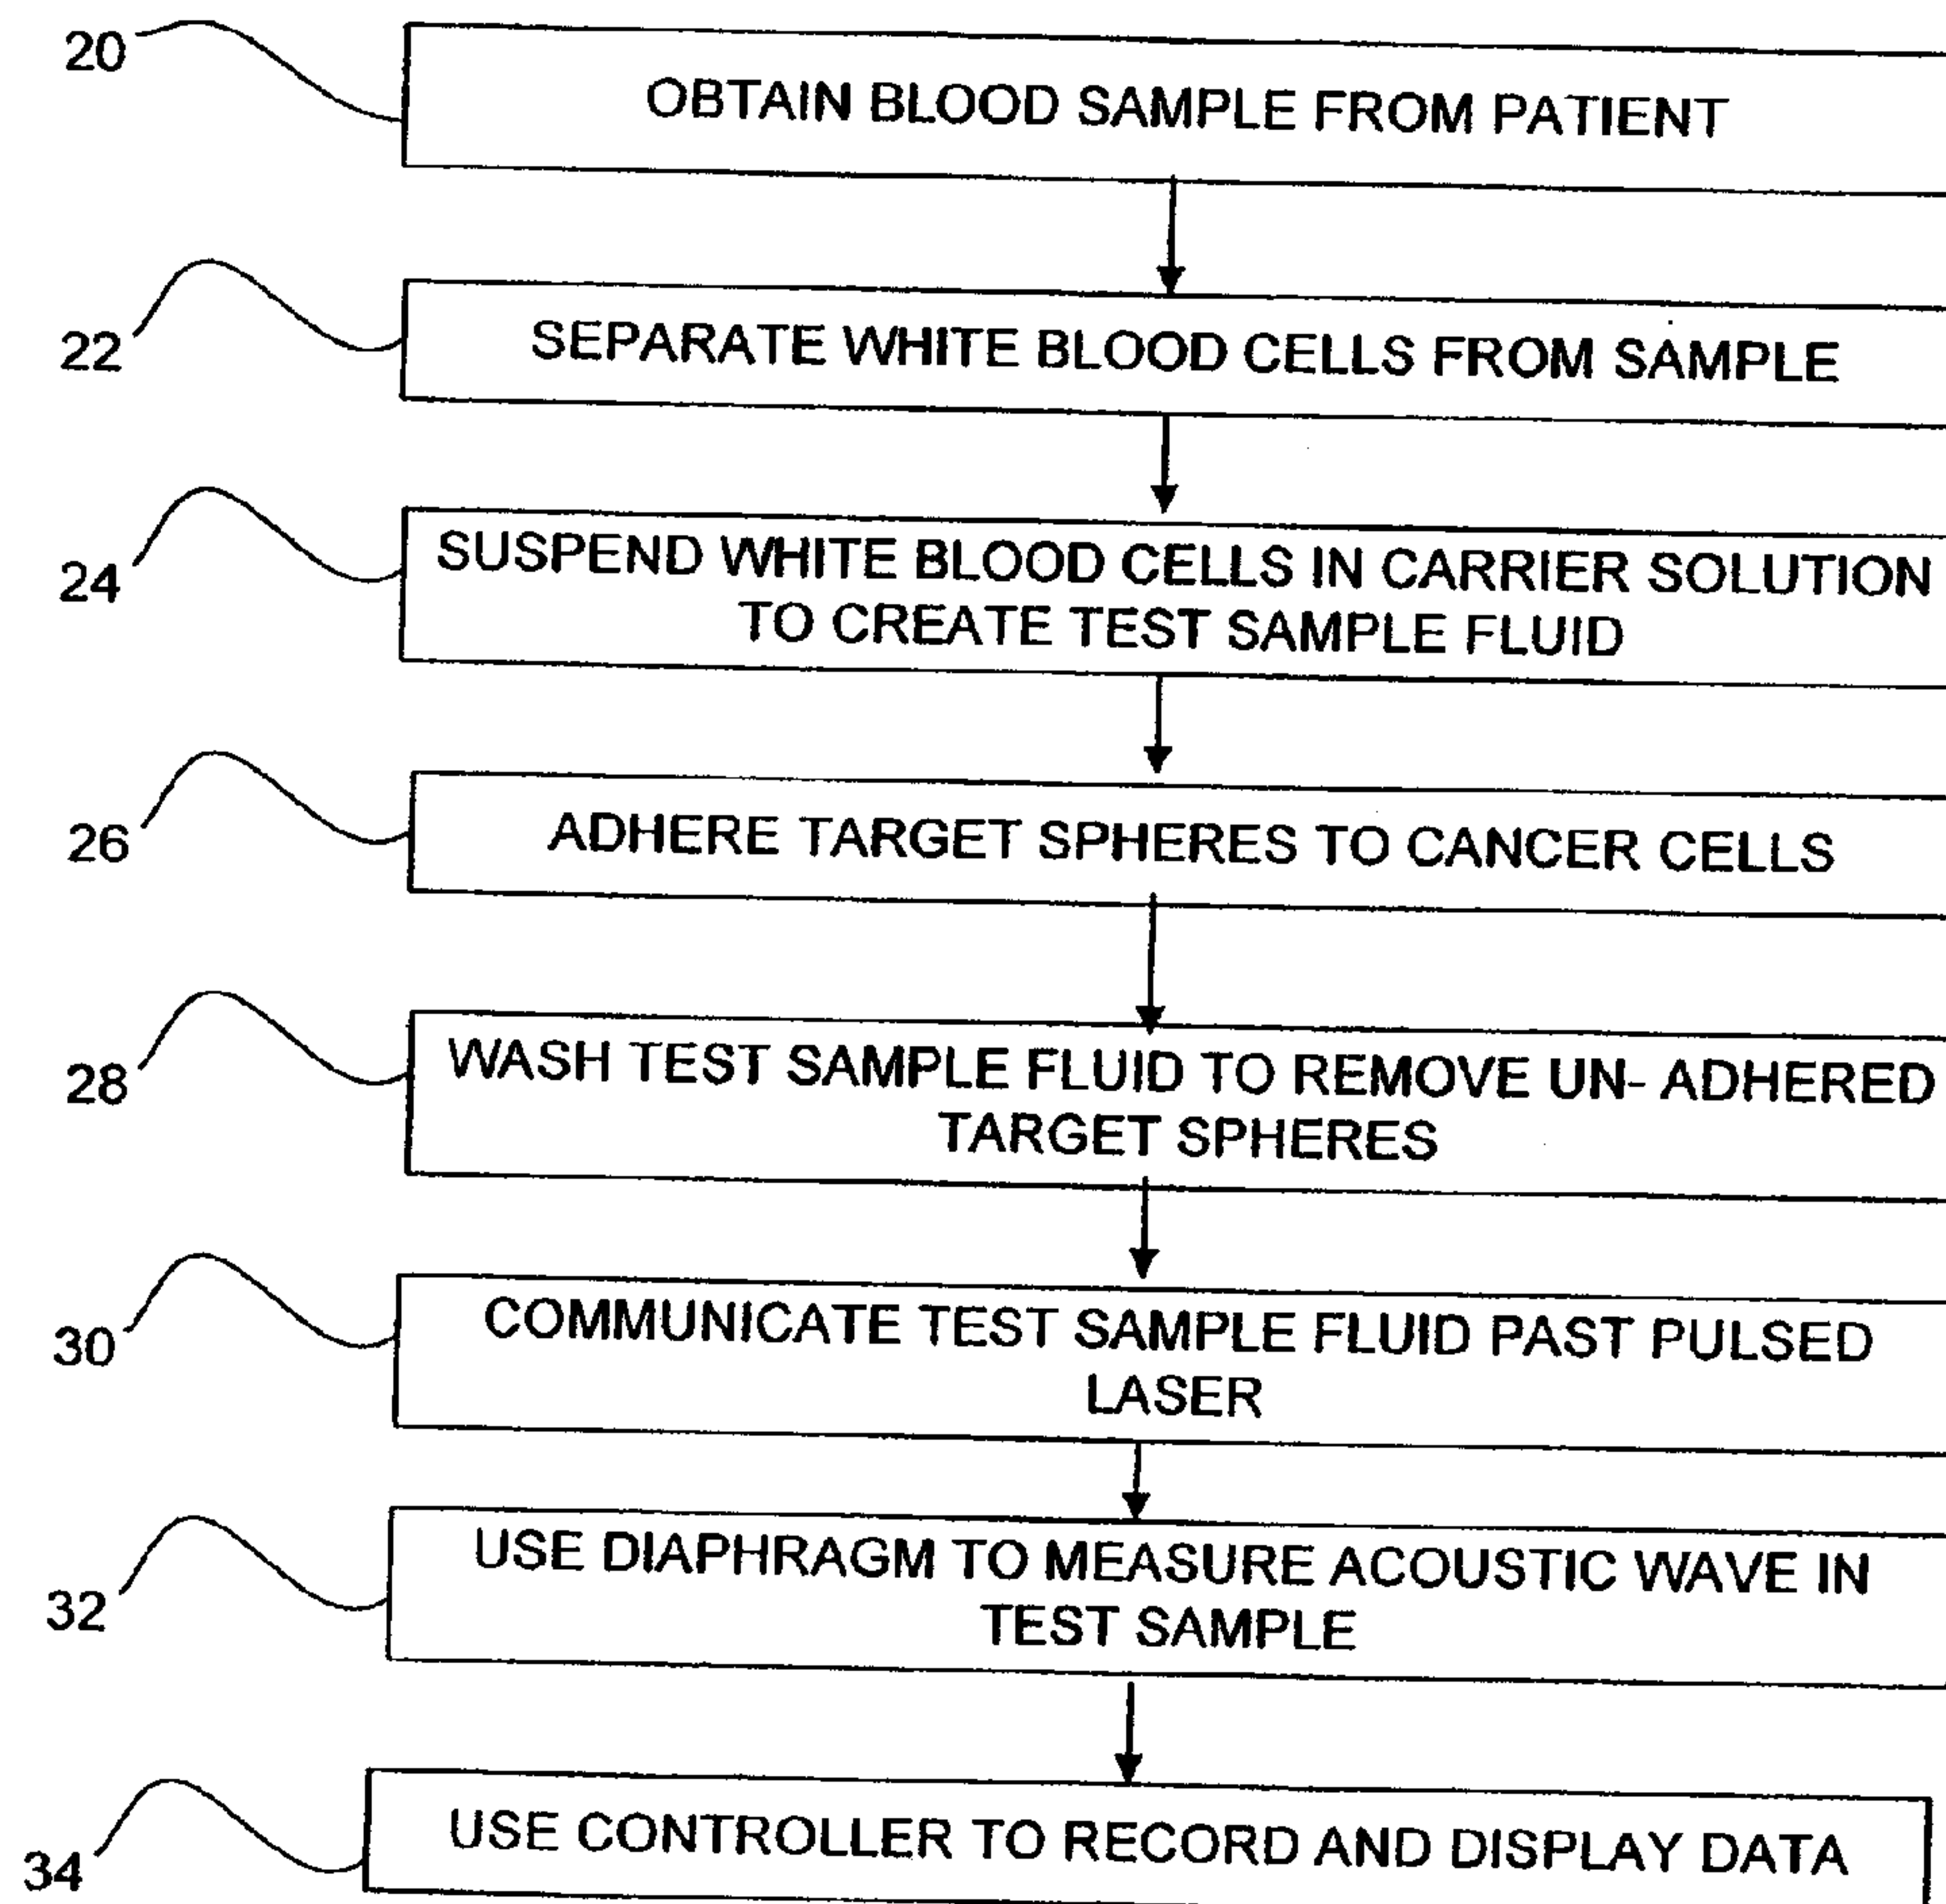 20
OBTAIN BLOOD SAMPLE FROM PATIENT
22
SEPARATE WHITE BLOOD CELLS FROM SAMPLE
24
SUSPEND WHITE BLOOD CELLS IN CARRIER SOLUTION
TO CREATE TEST SAMPLE FLUID
26
ADHERE TARGET SPHERES TO CANCER CELLS
28
WASH TEST SAMPLE FLUID TO REMOVE UN- ADHERED
TARGET SPHERES
30
COMMUNICATE TEST SAMPLE FLUID PAST PULSED
LASER
32
USE DIAPHRAGM TO MEASURE ACOUSTIC WAVE IN
TEST SAMPLE
34
USE CONTROLLER TO RECORD AND DISPLAY DATA